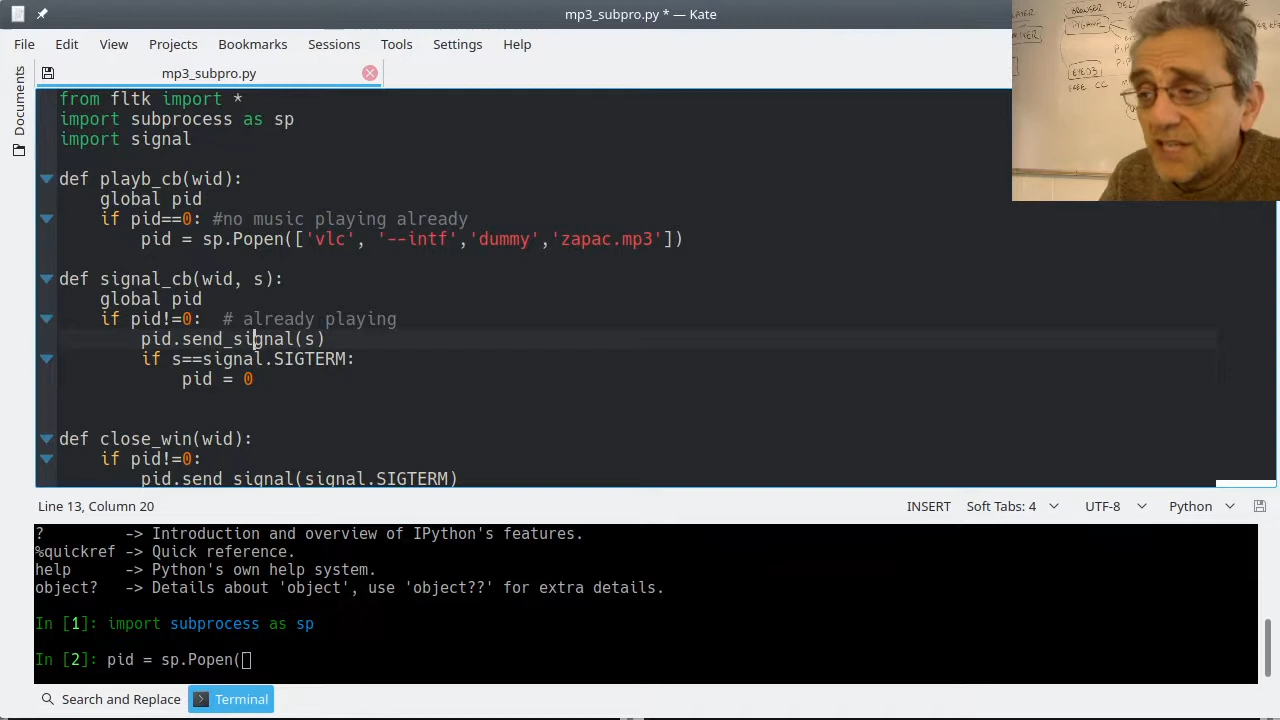 mp3_subpro.py * — Kate
File Edit View Projects Bookmarks Sessions Tools Settings Help
mp3_subpro.py
Documents
from fltk import *
import subprocess as sp
import signal
def playb_cb(wid):
global pid
if pid==0: #no music playing already
pid = sp.Popen(['vlc', '--intf','dummy','zapac.mp3'])
def signal_cb(wid, s):
global pid
if pid!=0:  # already playing
pid.send_signal(s)
if s==signal.SIGTERM:
pid = 0
def close_win(wid):
if pid!=0:
pid.send_signal(signal.SIGTERM)
BROWSER DEL
PYGAME
EYED3
Line 13, Column 20 INSERT Soft Tabs: 4 UTF-8 Python
? -> Introduction and overview of IPython's features.
%quickref -> Quick reference.
help -> Python's own help system.
object? -> Details about 'object', use 'object??' for extra details.
In [1]: import subprocess as sp
In [2]: pid = sp.Popen(
Search and Replace Terminal